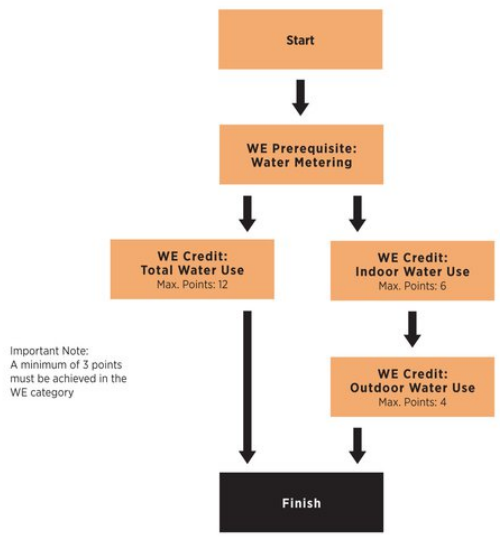 Start
WE Prerequisite:
Water Metering
WE Credit:
Total Water Use
Max. Points: 12
WE Credit:
Indoor Water Use
Max. Points: 6
Important Note:
A minimum of 3 points
must be achieved in the
WE category
WE Credit:
Outdoor Water Use
Max. Points: 4
Finish